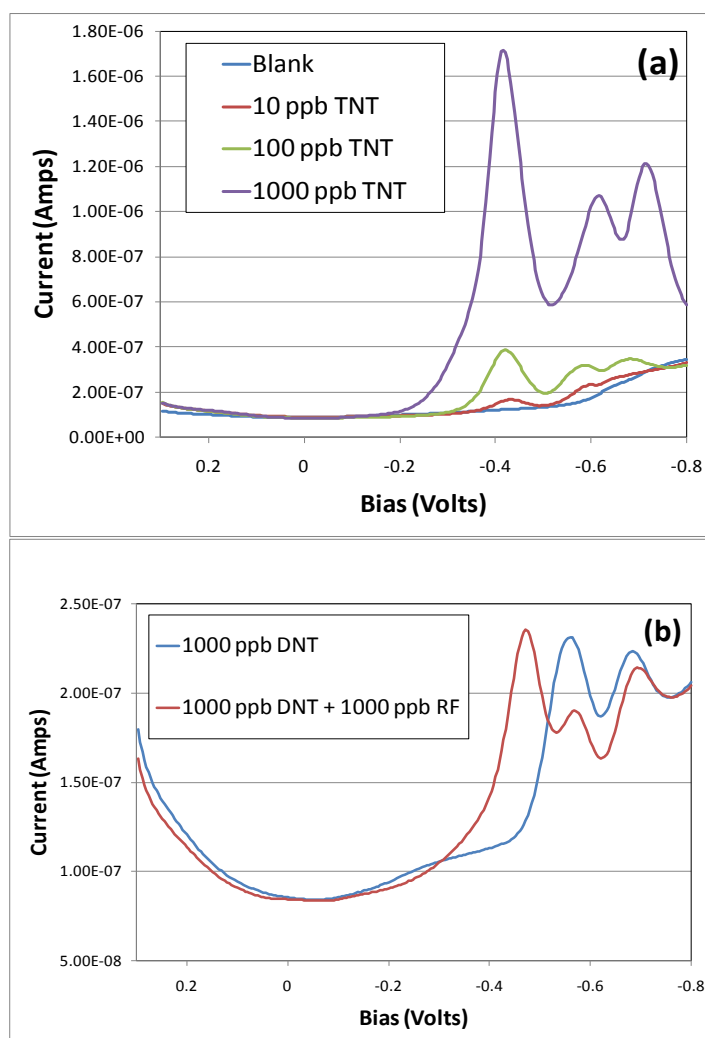 (a)
Blank
10 ppb TNT
100 ppb TNT
1000 ppb TNT
Current (Amps)
1.80E-06
1.60E-06
1.40E-06
1.20E-06
1.00E-06
8.00E-07
6.00E-07
4.00E-07
2.00E-07
0.00E+00
0.2 0 -0.2 -0.4 -0.6 -0.8
Bias (Volts)
(b)
1000 ppb DNT
1000 ppb DNT + 1000 ppb RF
Current (Amps)
2.50E-07
2.00E-07
1.50E-07
1.00E-07
5.00E-08
0.2 0 -0.2 -0.4 -0.6 -0.8
Bias (Volts)